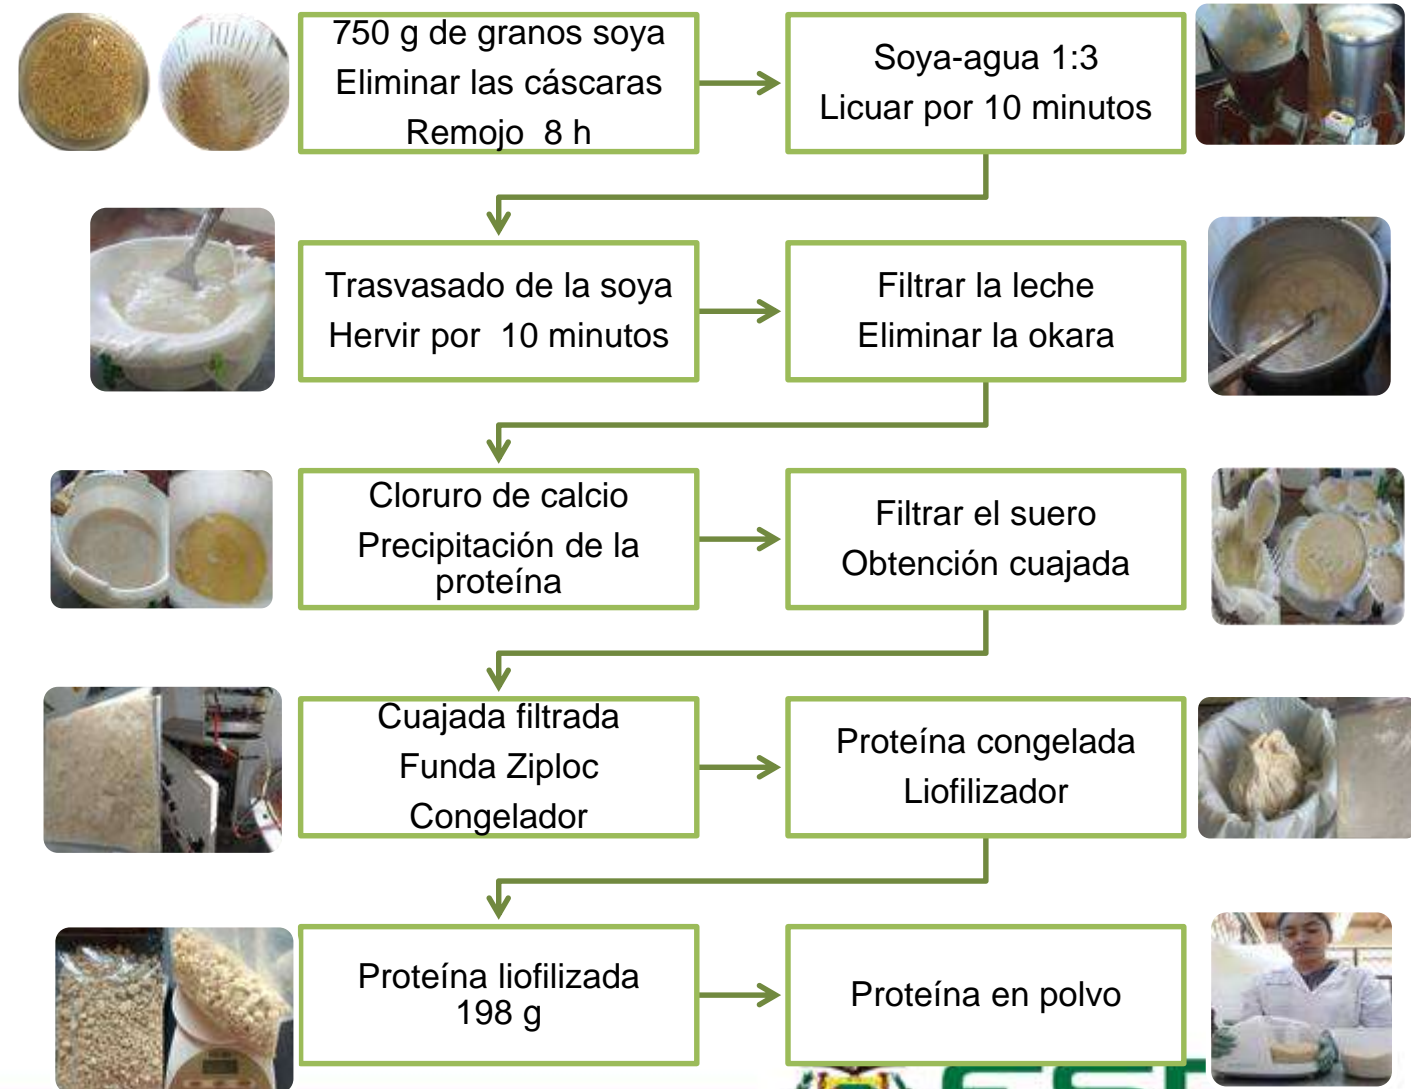 750 g de granos soya
Eliminar las cáscaras
Remojo 8 h
Soya-agua 1:3
Licuar por 10 minutos
Trasvasado de la soya
Hervir por 10 minutos
Filtrar la leche
Eliminar la okara
Cloruro de calcio
Precipitación de la
proteína
Filtrar el suero
Obtención cuajada
Cuajada filtrada
Funda Ziploc
Congelador
Proteína congelada
Liofilizador
Proteína liofilizada
198 g
Proteína en polvo